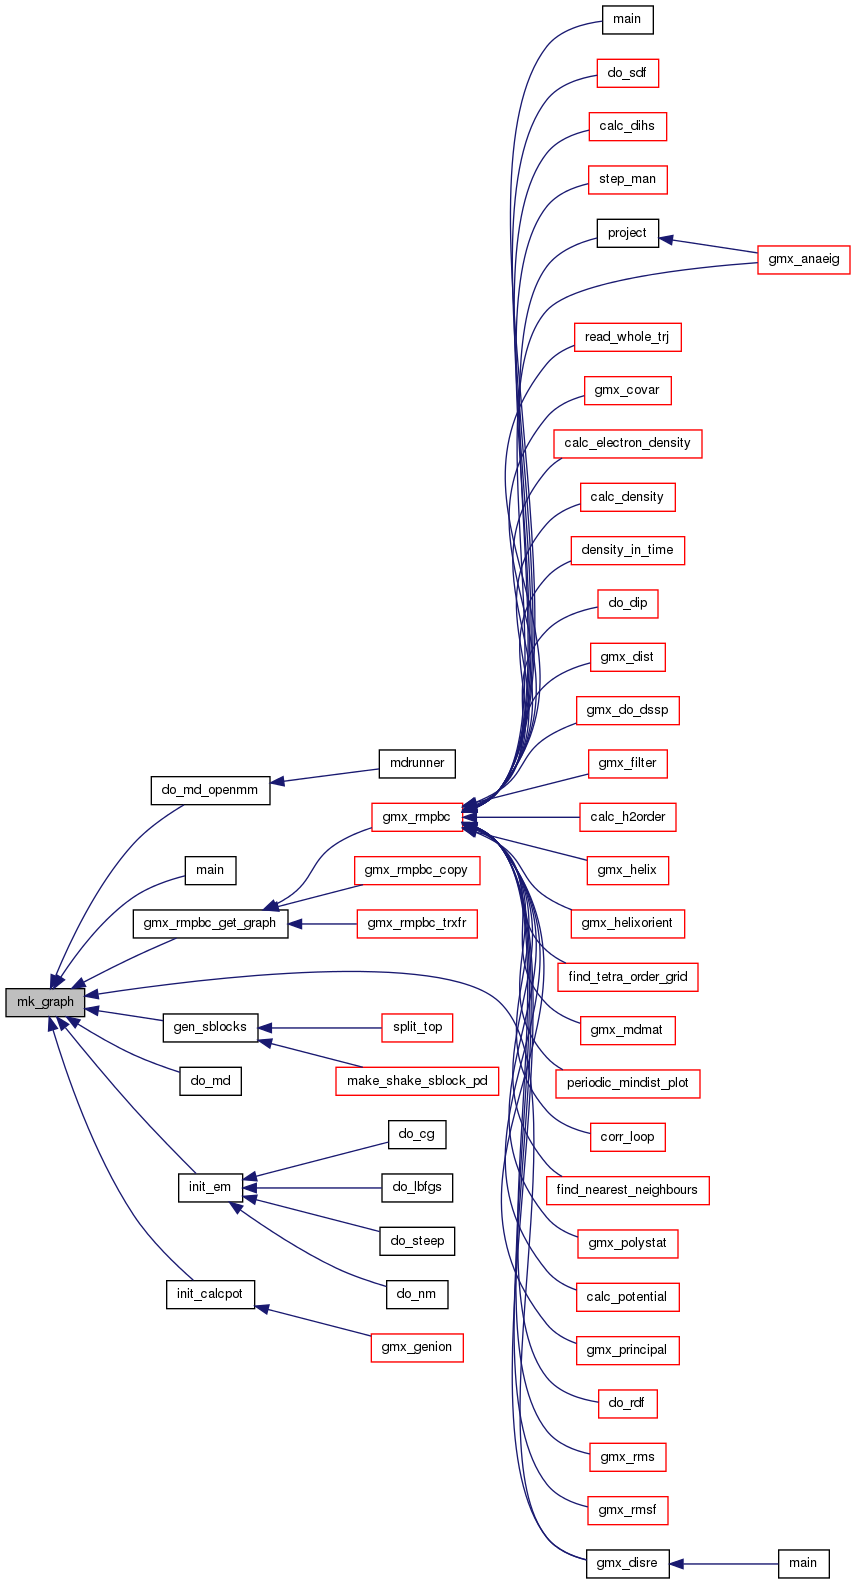 main
do_sdf
calc_dihs
step_man
project
gmx_anaeig
read_whole_trj
gmx_covar
calc_electron_density
calc_density
density_in_time
do_dip
gmx_dist
gmx_do_dssp
mdrunner
gmx_filter
do_md_openmm
gmx_rmpbc
calc_h2order
main
gmx_rmpbc_copy
gmx_helix
gmx_rmpbc_get_graph
gmx_rmpbc_trxfr
gmx_helixorient
find_tetra_order_grid
mk_graph
gen_sblocks
split_top
gmx_mdmat
do_md
make_shake_sblock_pd
periodic_mindist_plot
do_cg
corr_loop
init_em
do_lbfgs
find_nearest_neighbours
do_steep
gmx_polystat
init_calcpot
do_nm
calc_potential
gmx_genion
gmx_principal
do_rdf
gmx_rms
gmx_rmsf
gmx_disre
main